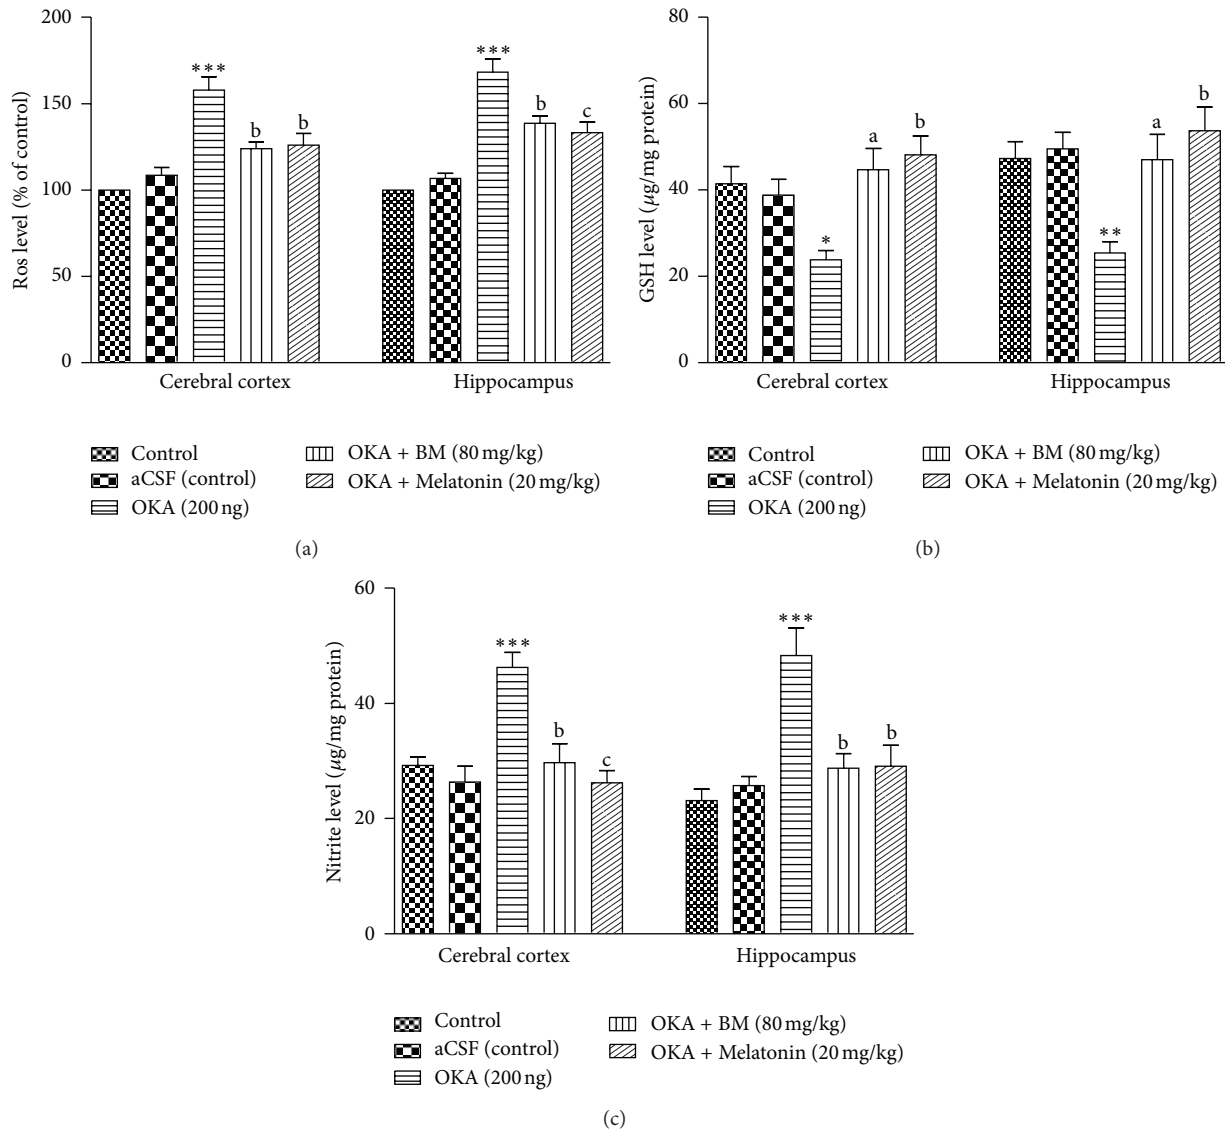 Ros level (% of control)
200
150
100
50
0
***
b
b
***
b
c
Cerebral cortex
Hippocampus
Control
aCSF (control)
OKA (200 ng)
OKA + BM (80 mg/kg)
OKA + Melatonin (20 mg/kg)
(a)
GSH level (μg/mg protein)
80
60
40
20
0
*
a
b
**
a
b
Cerebral cortex
Hippocampus
Control
aCSF (control)
OKA (200 ng)
OKA + BM (80 mg/kg)
OKA + Melatonin (20 mg/kg)
(b)
Nitrite level (μg/mg protein)
60
40
20
0
***
b
c
***
b
b
Cerebral cortex
Hippocampus
Control
aCSF (control)
OKA (200 ng)
OKA + BM (80 mg/kg)
OKA + Melatonin (20 mg/kg)
(c)